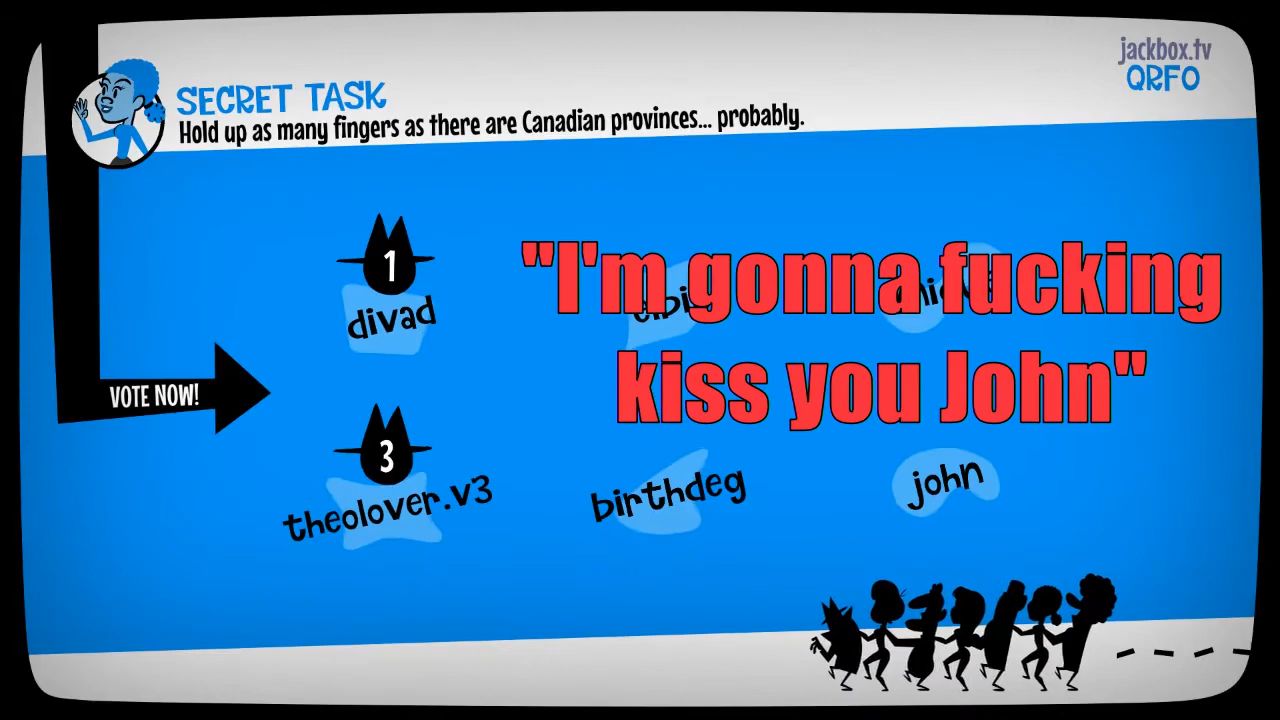 jackbox.tv
QRFO
SECRET TASK
Hold up as many fingers as there are Canadian provinces... probably.
1
divad
"I'm gonna fucking
kiss you John"
VOTE NOW!
3
theolover.v3
birthdeg
john